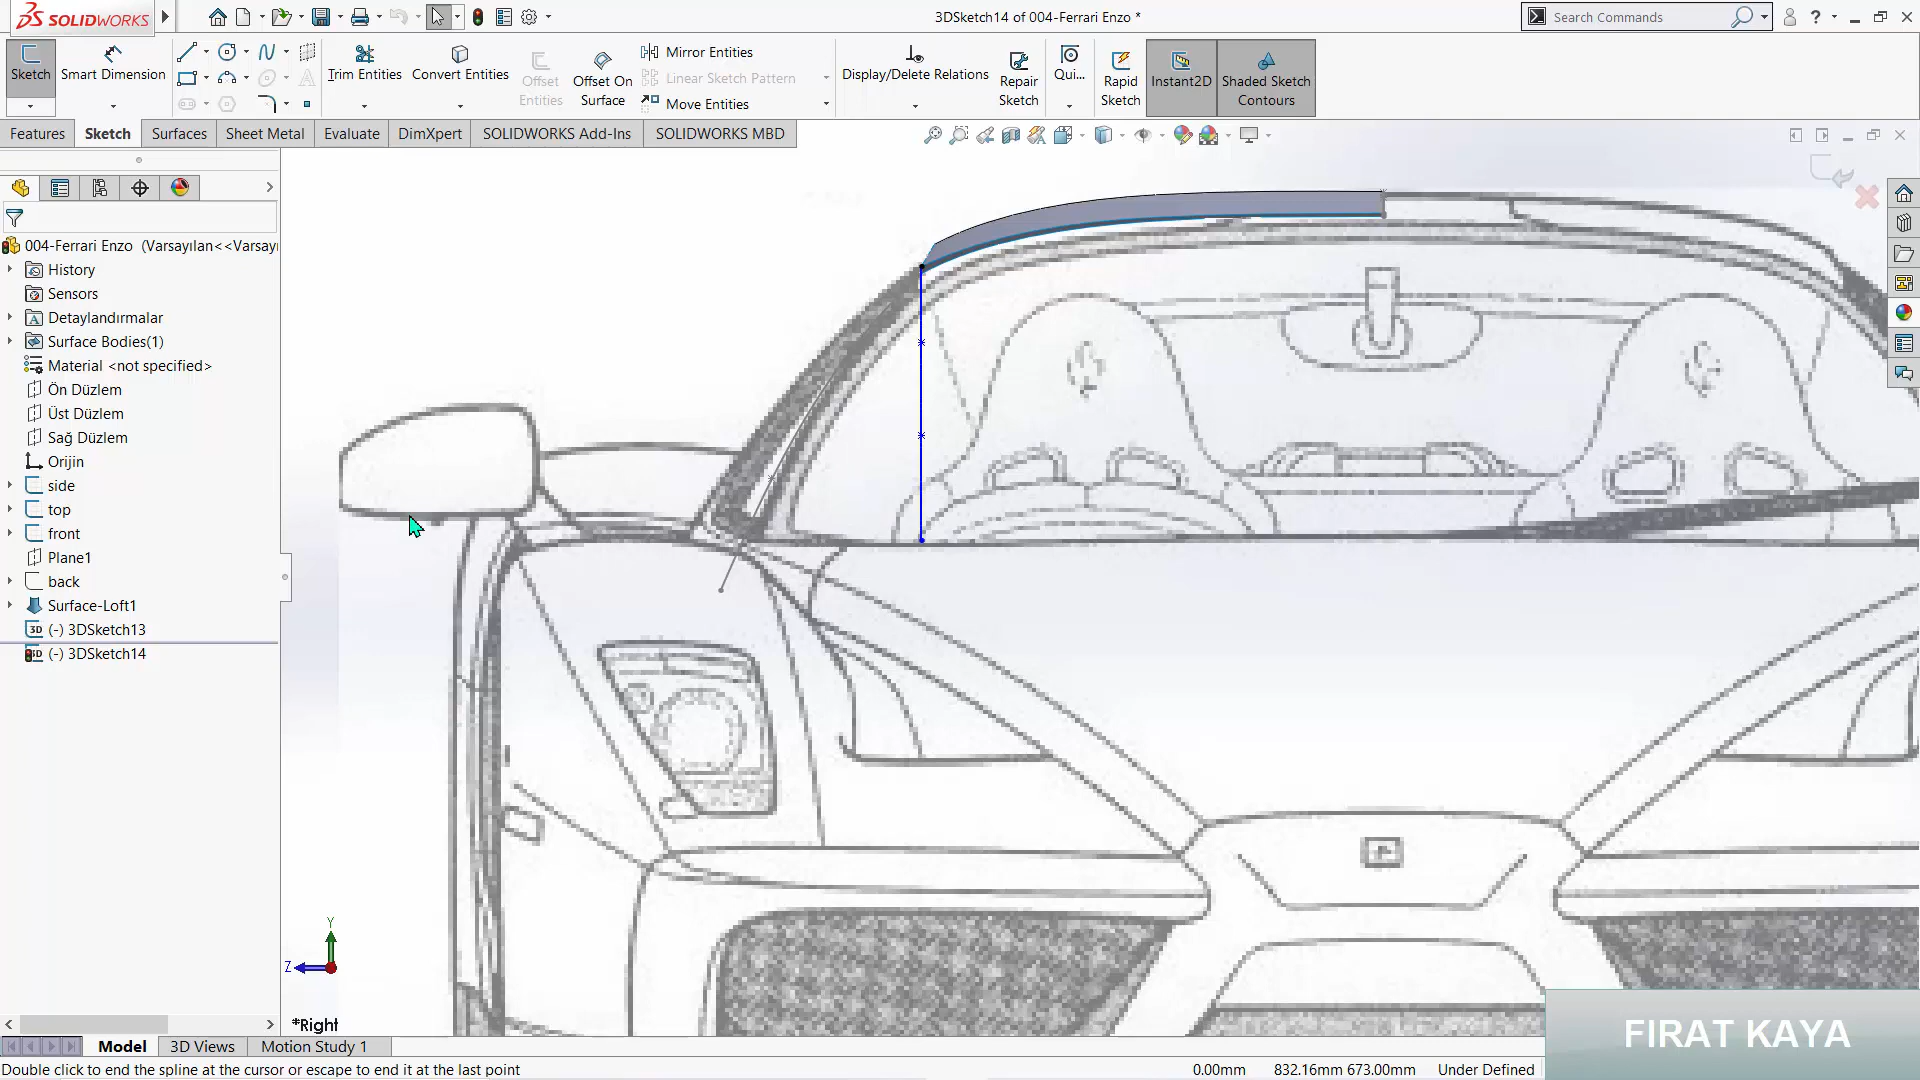 SOLIDWORKS
3DSketch14 of 004-Ferrari Enzo *
Search Commands
Sketch
Smart Dimension
Trim Entities
Convert Entities
Offset Entities
Offset On Surface
Mirror Entities
Linear Sketch Pattern
Move Entities
Display/Delete Relations
Repair Sketch
Qui...
Rapid Sketch
Instant2D
Shaded Sketch Contours
Features
Sketch
Surfaces
Sheet Metal
Evaluate
DimXpert
SOLIDWORKS Add-Ins
SOLIDWORKS MBD
004-Ferrari Enzo (Varsayılan<<Varsayı
History
Sensors
Detaylandırmalar
Surface Bodies(1)
Material <not specified>
Ön Düzlem
Üst Düzlem
Sağ Düzlem
Orijin
side
top
front
Plane1
back
Surface-Loft1
3D (-) 3DSketch13
3D (-) 3DSketch14
Y
Z
*Right
Model
3D Views
Motion Study 1
FIRAT KAYA
Double click to end the spline at the cursor or escape to end it at the last point
0.00mm
832.16mm 673.00mm
Under Defined